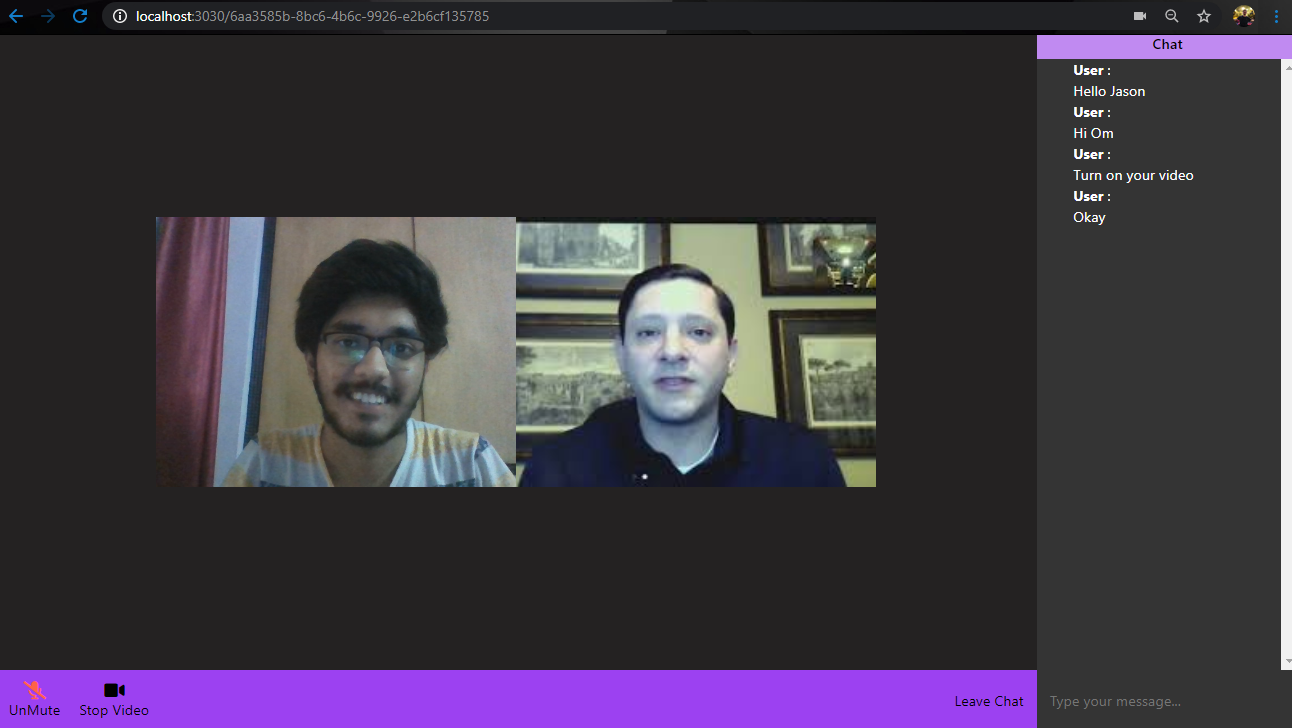 localhost:3030/6aa3585b-8bc6-4b6c-9926-e2b6cf135785
Chat
User :
Hello Jason
User :
Hi Om
User :
Turn on your video
User :
Okay
UnMute
Stop Video
Leave Chat
Type your message...